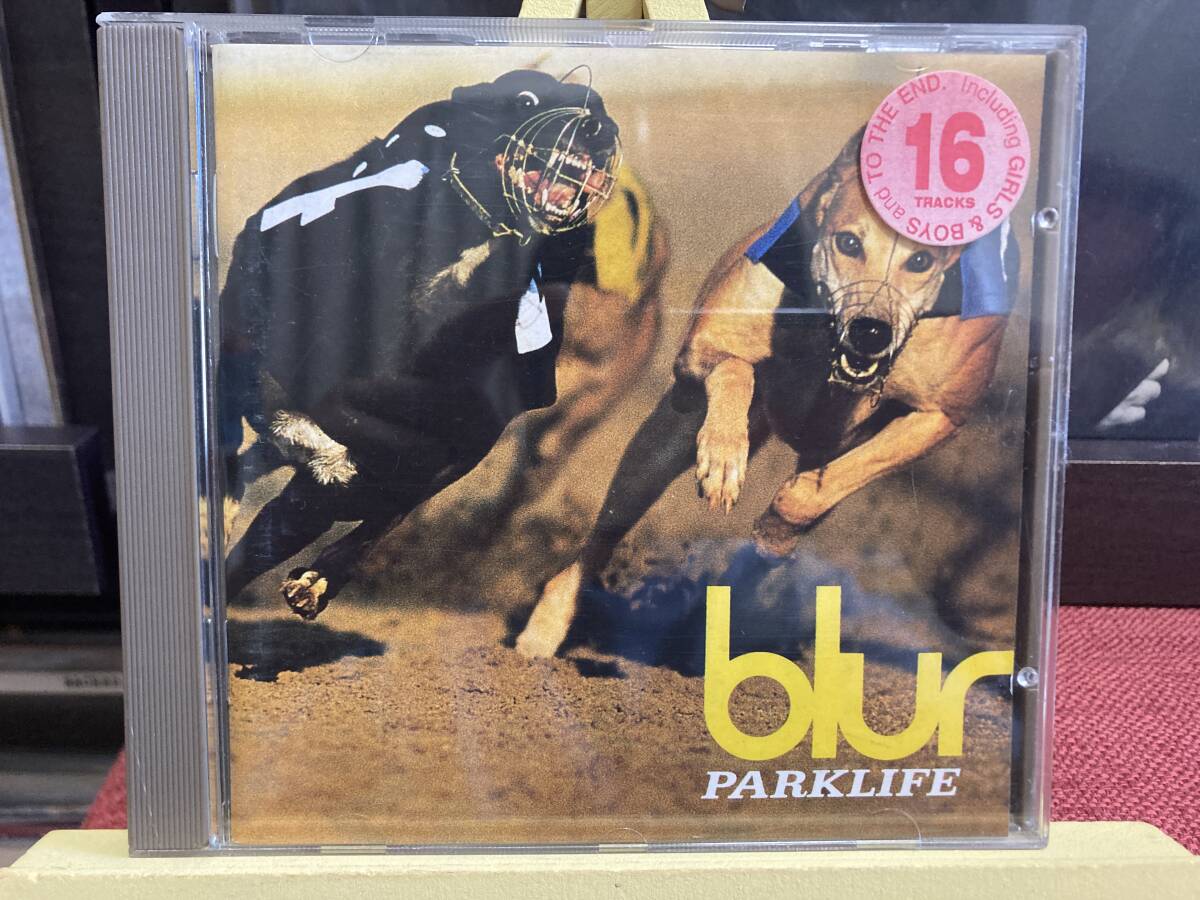 Including GIRLS & BOYS and TO THE END.
16
TRACKS
blur
PARKLIFE